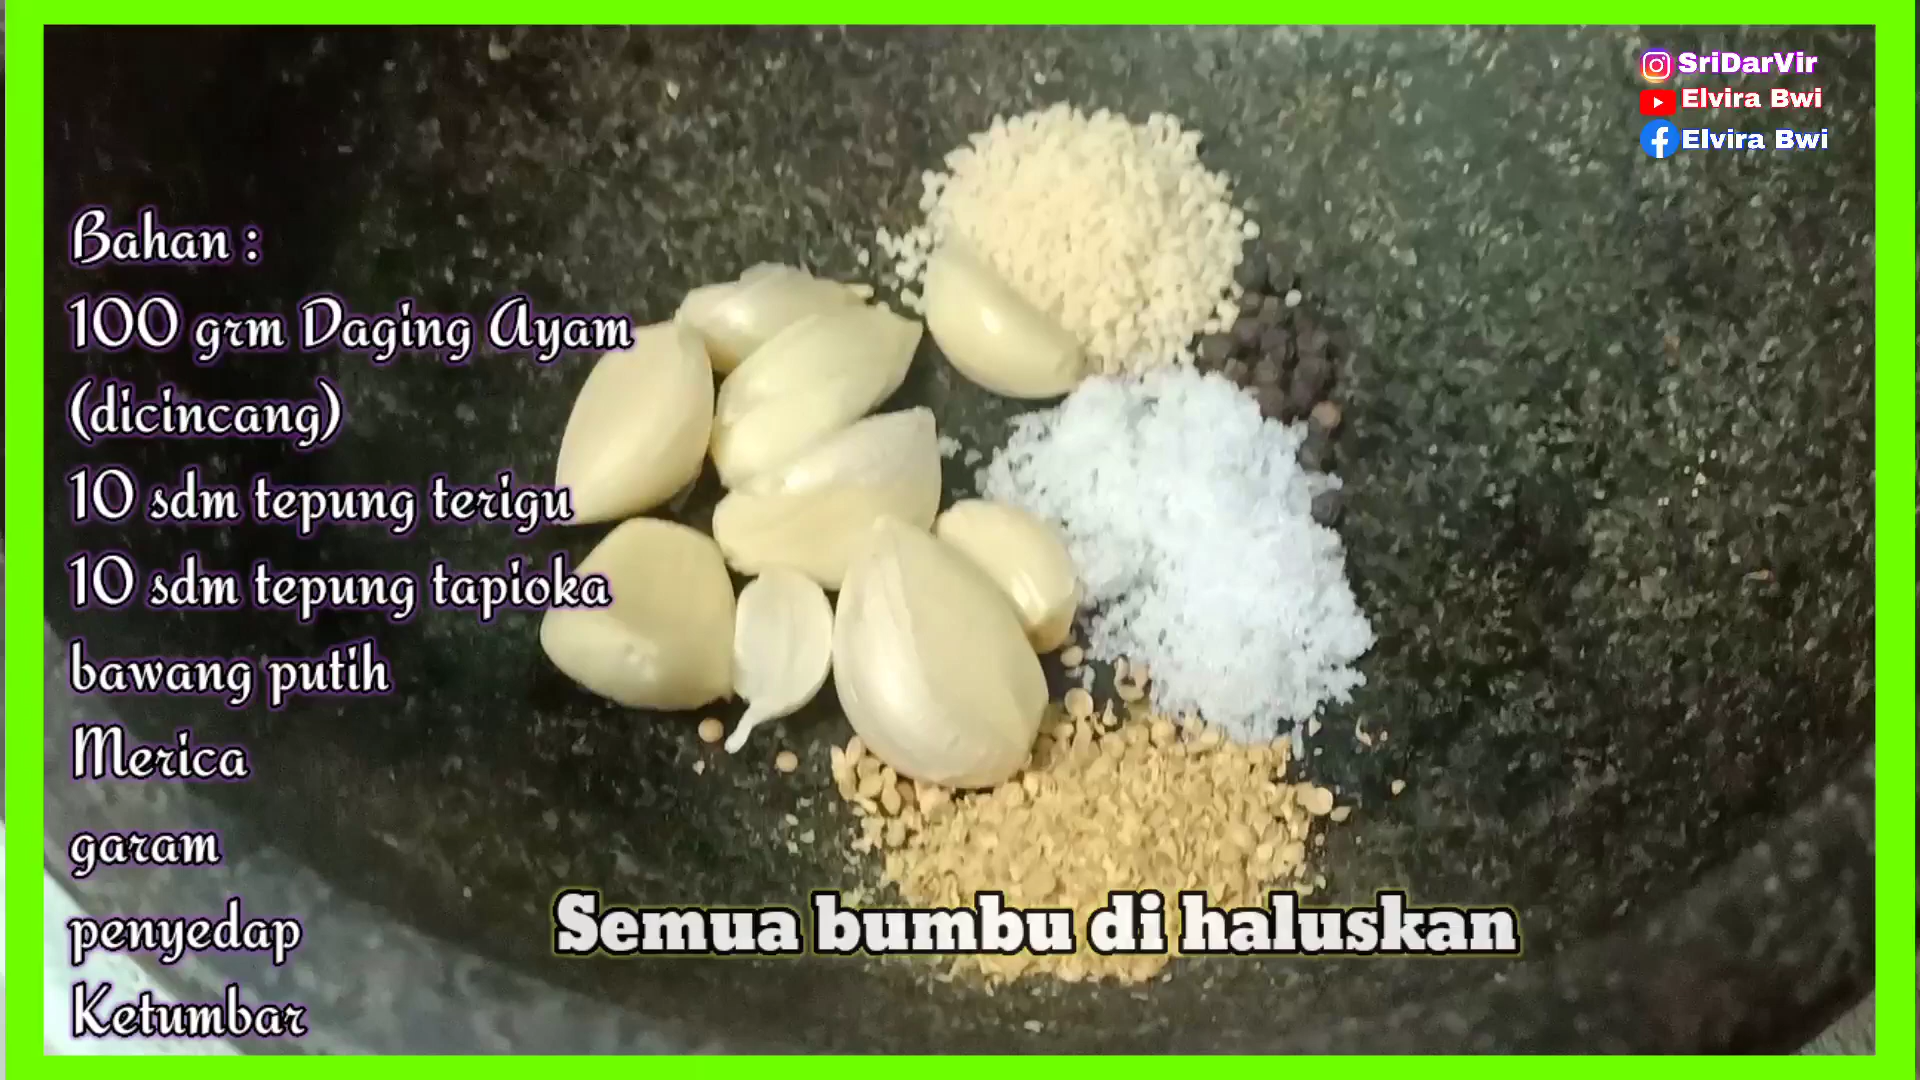 SriDarVir
Elvira Bwi
Elvira Bwi
Bahan :
100 grm Daging Ayam
(dicincang)
10 sdm tepung terigu
10 sdm tepung tapioka
bawang putih
Merica
garam
penyedap
Ketumbar
Semua bumbu di haluskan